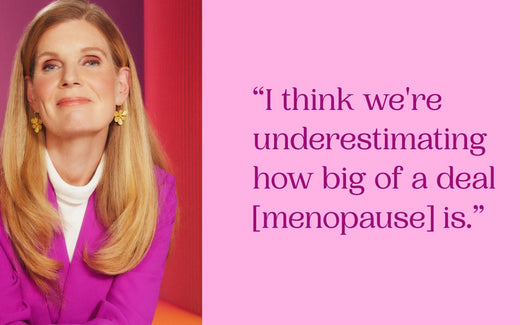 “I think we're
underestimating
how big of a deal
[menopause] is.”